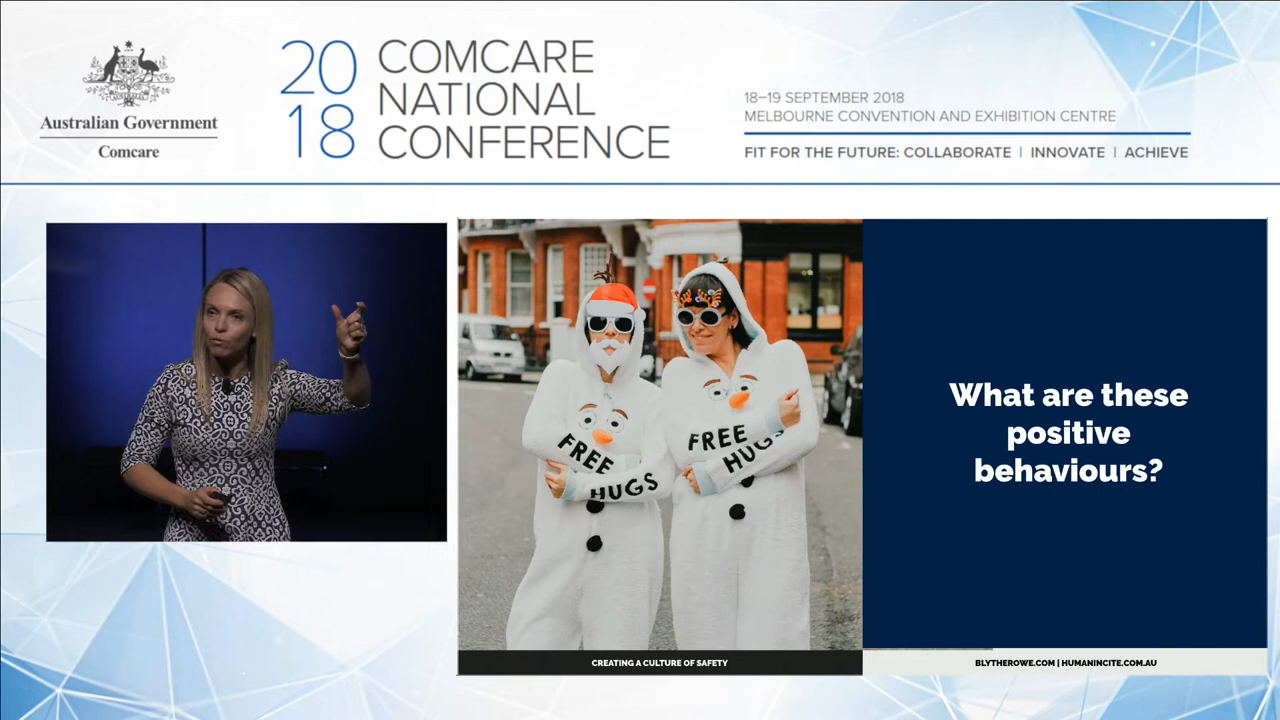 Australian Government
Comcare
20
18
COMCARE
NATIONAL
CONFERENCE
18–19 SEPTEMBER 2018
MELBOURNE CONVENTION AND EXHIBITION CENTRE
FIT FOR THE FUTURE: COLLABORATE | INNOVATE | ACHIEVE
FREE
HUGS
FREE
HUGS
What are these
positive
behaviours?
CREATING A CULTURE OF SAFETY
BLYTHEROWE.COM | HUMANINCITE.COM.AU